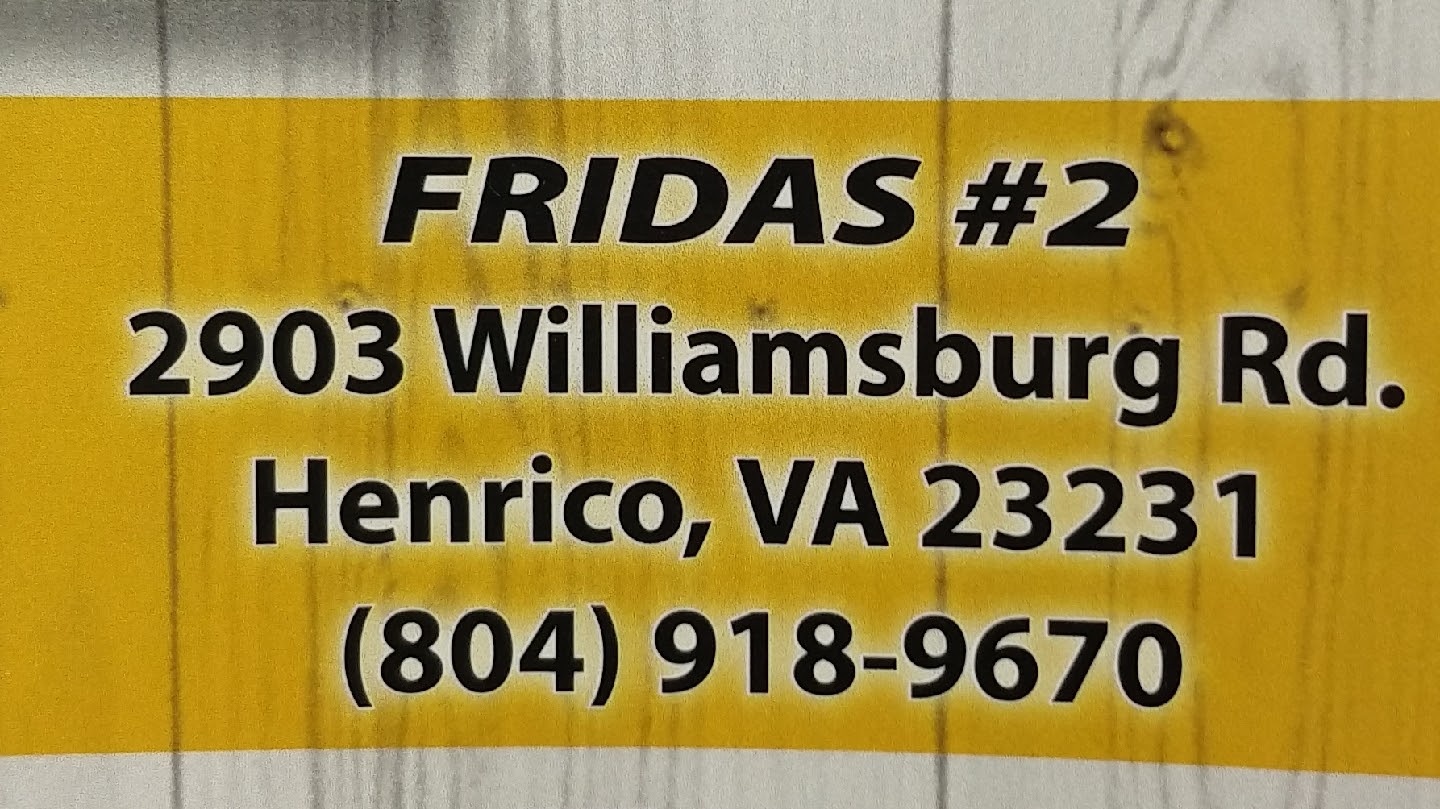 FRIDAS #2
2903 Williamsburg Rd.
Henrico, VA 23231
(804) 918-9670